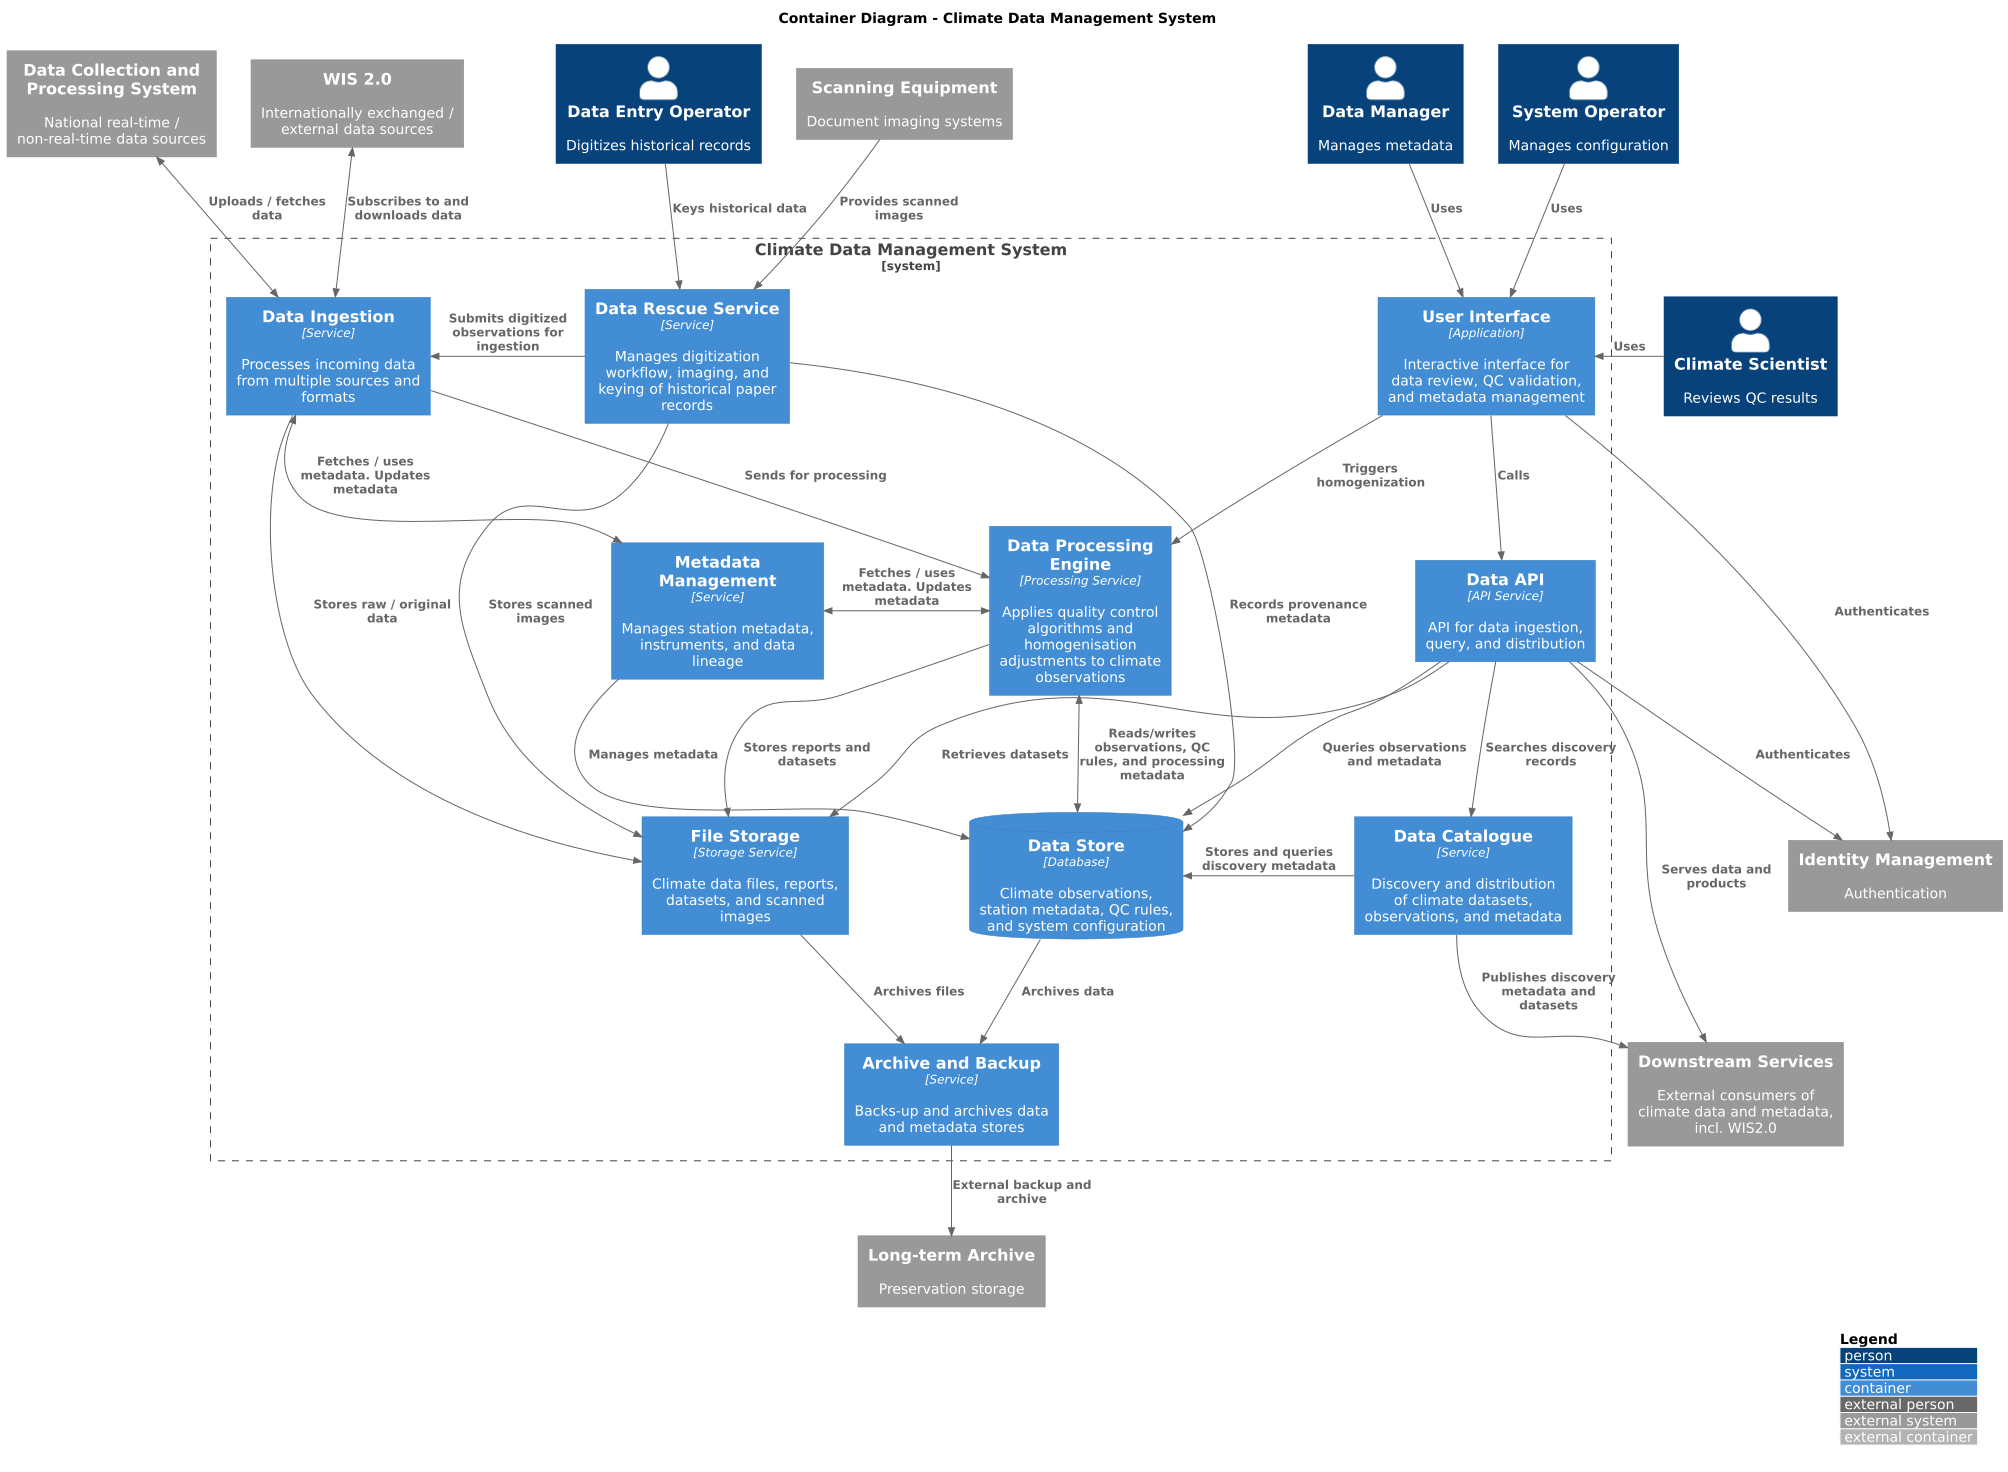 Container Diagram - Climate Data Management System
Data Collection and
Processing System
National real-time /
non-real-time data sources
WIS 2.0
Internationally exchanged /
external data sources
Data Entry Operator
Digitizes historical records
Scanning Equipment
Document imaging systems
Data Manager
Manages metadata
System Operator
Manages configuration
Uploads / fetches
data
Subscribes to and
downloads data
Keys historical data
Provides scanned
images
Uses
Uses
Climate Data Management System
[system]
Data Ingestion
[Service]
Processes incoming data
from multiple sources and
formats
Submits digitized
observations for
ingestion
Data Rescue Service
[Service]
Manages digitization
workflow, imaging, and
keying of historical paper
records
User Interface
[Application]
Interactive interface for
data review, QC validation,
and metadata management
Uses
Climate Scientist
Reviews QC results
Fetches / uses
metadata. Updates
metadata
Sends for processing
Triggers
homogenization
Calls
Metadata
Management
[Service]
Manages station metadata,
instruments, and data
lineage
Fetches / uses
metadata. Updates
metadata
Data Processing
Engine
[Processing Service]
Applies quality control
algorithms and
homogenisation
adjustments to climate
observations
Data API
[API Service]
API for data ingestion,
query, and distribution
Stores raw / original
data
Stores scanned
images
Records provenance
metadata
Authenticates
Manages metadata
Stores reports and
datasets
Retrieves datasets
Reads/writes
observations, QC
rules, and processing
metadata
Queries observations
and metadata
Searches discovery
records
Authenticates
File Storage
[Storage Service]
Climate data files, reports,
datasets, and scanned
images
Data Store
[Database]
Climate observations,
station metadata, QC rules,
and system configuration
Stores and queries
discovery metadata
Data Catalogue
[Service]
Discovery and distribution
of climate datasets,
observations, and metadata
Serves data and
products
Identity Management
Authentication
Archives files
Archives data
Publishes discovery
metadata and
datasets
Archive and Backup
[Service]
Backs-up and archives data
and metadata stores
Downstream Services
External consumers of
climate data and metadata,
incl. WIS2.0
External backup and
archive
Long-term Archive
Preservation storage
Legend
person
system
container
external person
external system
external container